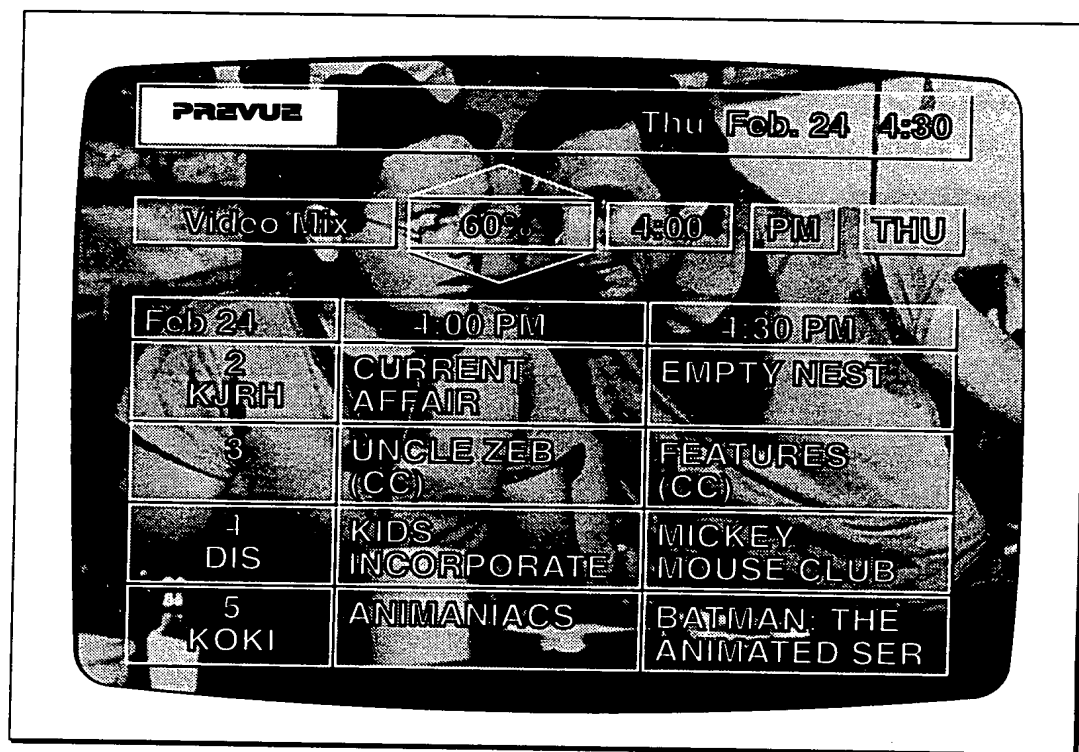 PREVUE
Thu Feb. 24 4:30
Video Mix 60% 4:00 PM THU
Feb 24 4:00 PM 4:30 PM
2 CURRENT EMPTY NEST
KJRH AFFAIR
3 UNCLE ZEB FEATURES
(CC) (CC)
4 KIDS MICKEY
DIS INCORPORATE MOUSE CLUB
5 ANIMANIACS BATMAN: THE
KOKI ANIMATED SER